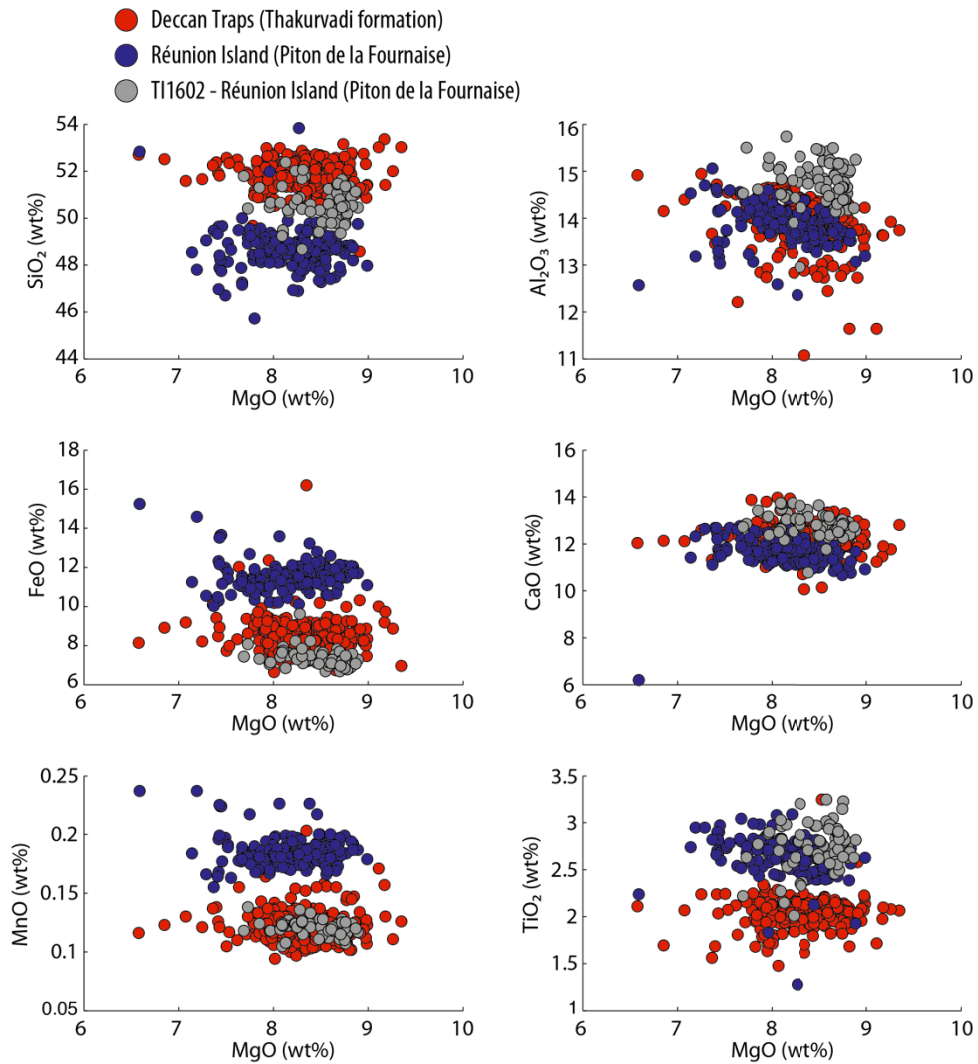 Deccan Traps (Thakurvadi formation)
Réunion Island (Piton de la Fournaise)
TI1602 - Réunion Island (Piton de la Fournaise)
54
52
50
48
46
44
SiO₂ (wt%)
6 7 8 9 10
MgO (wt%)
16
15
14
13
12
11
Al₂O₃ (wt%)
6 7 8 9 10
MgO (wt%)
18
16
14
12
10
8
6
FeO (wt%)
6 7 8 9 10
MgO (wt%)
16
14
12
10
8
6
CaO (wt%)
6 7 8 9 10
MgO (wt%)
0.25
0.2
0.15
0.1
0.05
MnO (wt%)
6 7 8 9 10
MgO (wt%)
3.5
3
2.5
2
1.5
1
TiO₂ (wt%)
6 7 8 9 10
MgO (wt%)